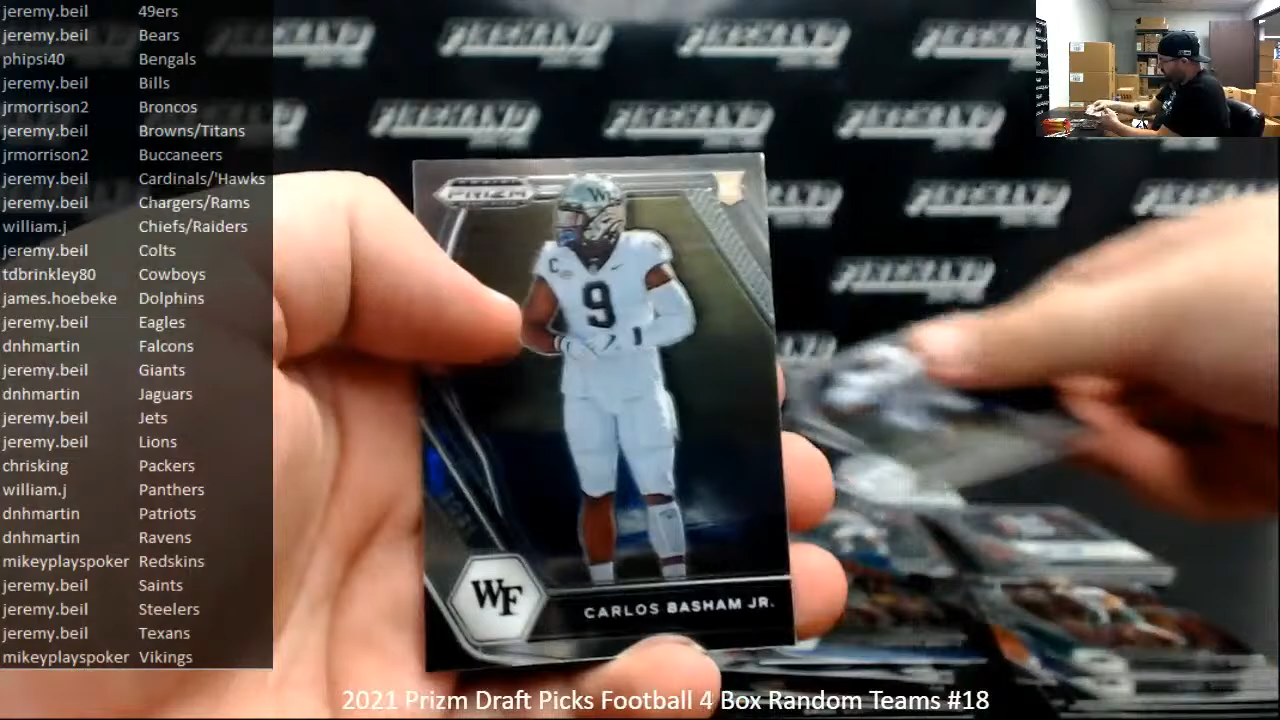 jeremy.beil 49ers
jeremy.beil Bears
phipsi40 Bengals
jeremy.beil Bills
jrmorrison2 Broncos
jeremy.beil Browns/Titans
jrmorrison2 Buccaneers
jeremy.beil Cardinals/'Hawks
jeremy.beil Chargers/Rams
william.j Chiefs/Raiders
jeremy.beil Colts
tdbrinkley80 Cowboys
james.hoebeke Dolphins
jeremy.beil Eagles
dnhmartin Falcons
jeremy.beil Giants
dnhmartin Jaguars
jeremy.beil Jets
jeremy.beil Lions
chrisking Packers
william.j Panthers
dnhmartin Patriots
dnhmartin Ravens
mikeyplayspoker Redskins
jeremy.beil Saints
jeremy.beil Steelers
jeremy.beil Texans
mikeyplayspoker Vikings
PRIZM
W
C
9
WF
CARLOS BASHAM JR.
2021 Prizm Draft Picks Football 4 Box Random Teams #18